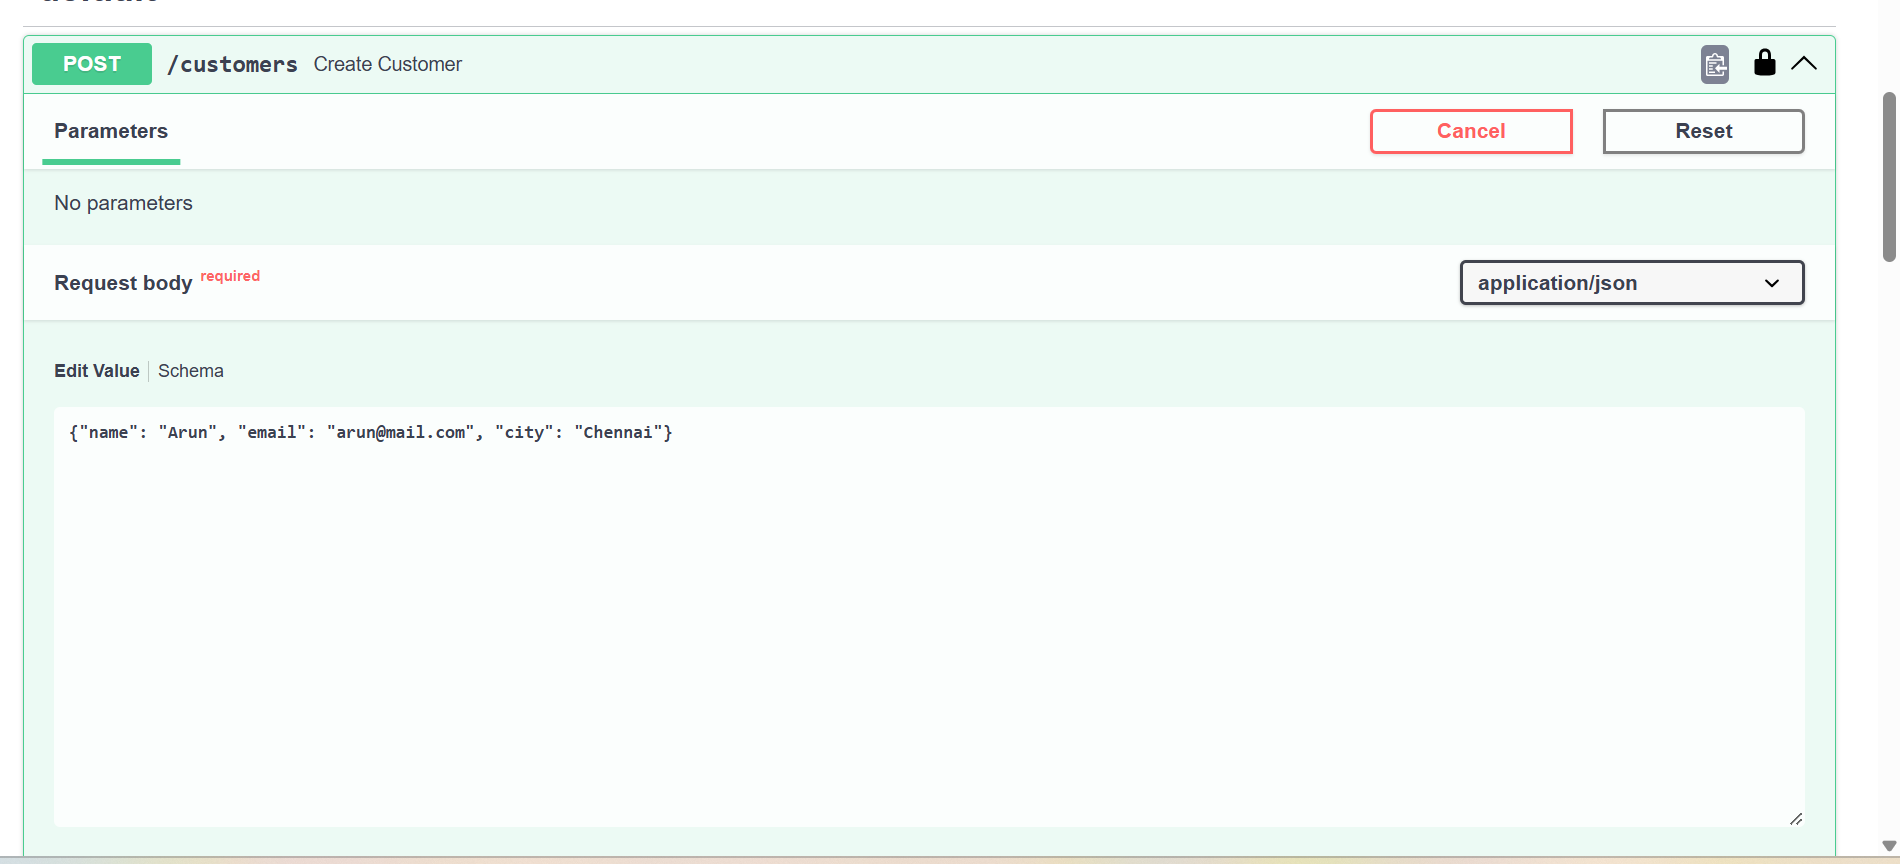 POST /customers Create Customer
Parameters
Cancel
Reset
No parameters
Request body required
application/json
Edit Value
Schema
{"name": "Arun", "email": "arun@mail.com", "city": "Chennai"}